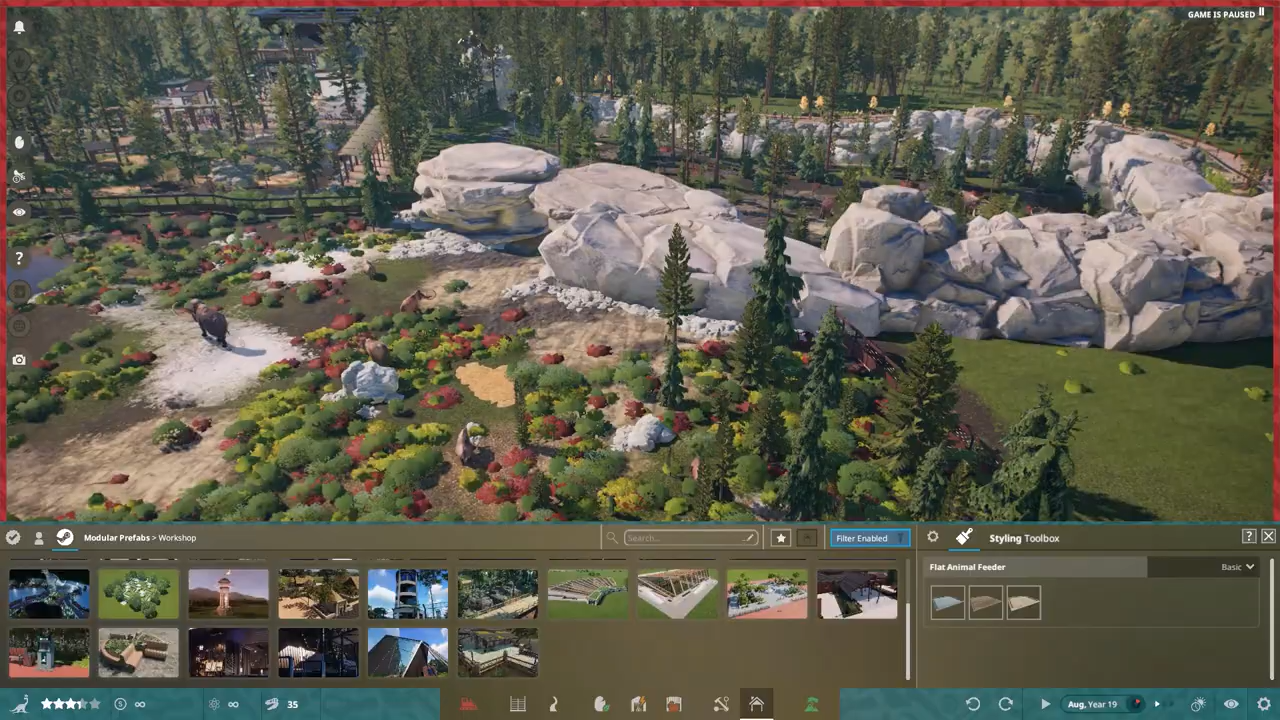 GAME IS PAUSED
?
Modular Prefabs > Workshop
Search...
Filter Enabled
Styling Toolbox
?
Flat Animal Feeder
Basic
∞
∞
35
Aug, Year 19